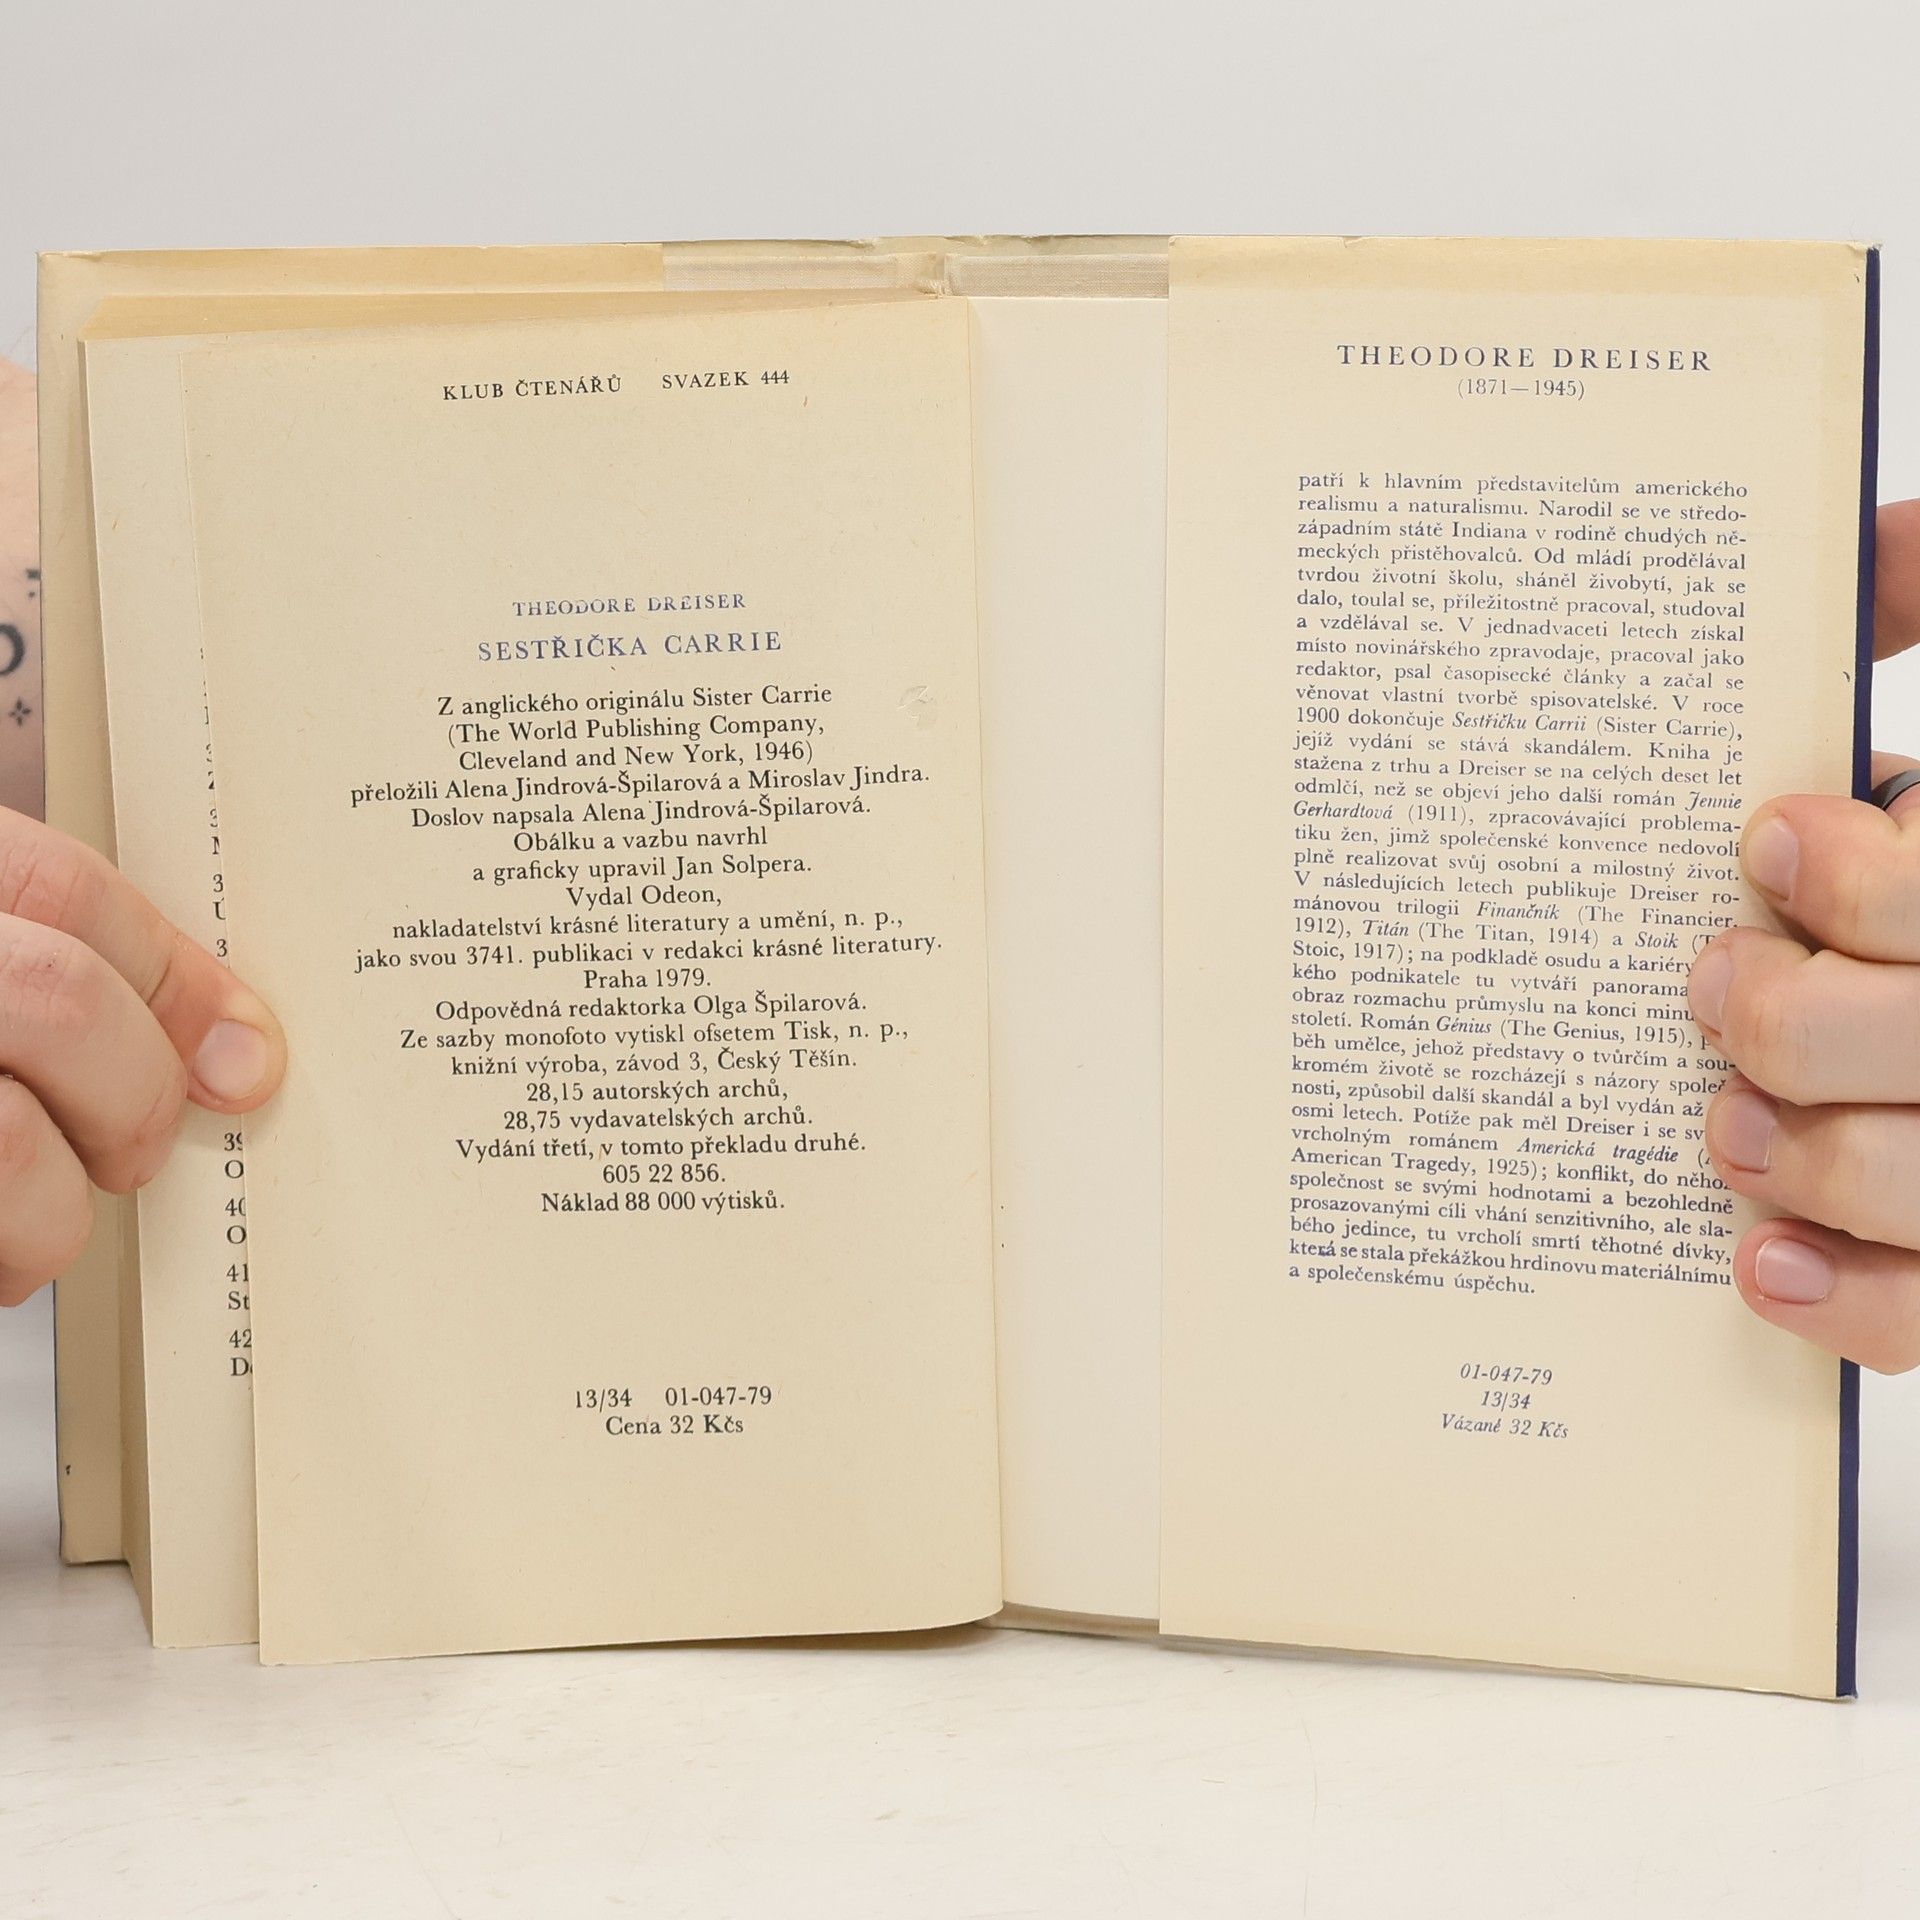 KLUB ČTENÁŘŮ SVAZEK 444
THEODORE DREISER
SESTŘIČKA CARRIE
Z anglického originálu Sister Carrie
(The World Publishing Company,
Cleveland and New York, 1946)
přeložili Alena Jindrová-Špilarová a Miroslav Jindra.
Doslov napsala Alena Jindrová-Špilarová.
Obálku a vazbu navrhl
a graficky upravil Jan Solpera.
Vydal Odeon,
nakladatelství krásné literatury a umění, n. p.,
jako svou 3741. publikaci v redakci krásné literatury.
Praha 1979.
Odpovědná redaktorka Olga Špilarová.
Ze sazby monofoto vytiskl ofsetem Tisk, n. p.,
knižní výroba, závod 3, Český Těšín.
28,15 autorských archů,
28,75 vydavatelských archů.
Vydání třetí, v tomto překladu druhé.
605 22 856.
Náklad 88 000 výtisků.
13/34 01-047-79
Cena 32 Kčs
THEODORE DREISER
(1871—1945)
patří k hlavním představitelům amerického
realismu a naturalismu. Narodil se ve středo-
západním státě Indiana v rodině chudých ně-
meckých přistěhovalců. Od mládí prodělával
tvrdou životní školu, sháněl živobytí, jak se
dalo, toulal se, příležitostně pracoval, studoval
a vzdělával se. V jednadvaceti letech získal
místo novinářského zpravodaje, pracoval jako
redaktor, psal časopisecké články a začal se
věnovat vlastní tvorbě spisovatelské. V roce
1900 dokončuje Sestřičku Carrii (Sister Carrie),
jejíž vydání se stává skandálem. Kniha je
stažena z trhu a Dreiser se na celých deset let
odmlčí, než se objeví jeho další román Jennie
Gerhardtová (1911), zpracovávající problema-
tiku žen, jimž společenské konvence nedovolí
plně realizovat svůj osobní a milostný život.
V následujících letech publikuje Dreiser ro-
mánovou trilogii Finančník (The Financier,
1912), Titán (The Titan, 1914) a Stoik
Stoic, 1917); na podkladě osudu a kariéry
kého podnikatele tu vytváří panorama
obraz rozmachu průmyslu na konci
století. Román Génius (The Genius, 1915),
běh umělce, jehož představy o tvůrčím a sou-
kromém životě se rozcházejí s názory společ-
nosti, způsobil další skandál a byl vydán až
osmi letech. Potíže pak měl Dreiser i se
vrcholným románem Americká tragédie
American Tragedy, 1925); konflikt, do něhož
společnost se svými hodnotami a bezohledně
prosazovanými cíli vhání senzitivního, ale sla-
bého jedince, tu vrcholí smrtí těhotné dívky,
která se stala překážkou hrdinovu materiálnímu
a společenskému úspěchu.
01-047-79
13/34
Vázané 32 Kčs